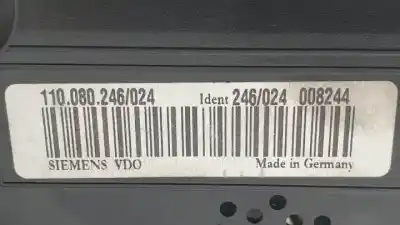 110.080.246/024 Ident 246/024 008244
SIEMENS VDO Made in Germany